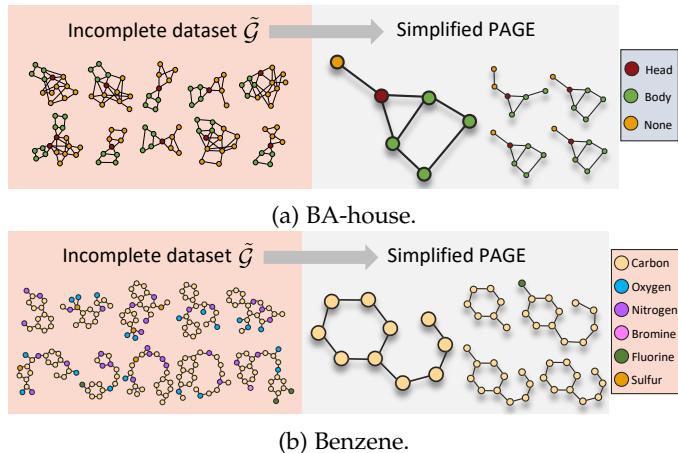 Incomplete dataset 𝒢̃
Simplified PAGE
Head
Body
None
(a) BA-house.
Incomplete dataset 𝒢̃
Simplified PAGE
Carbon
Oxygen
Nitrogen
Bromine
Fluorine
Sulfur
(b) Benzene.